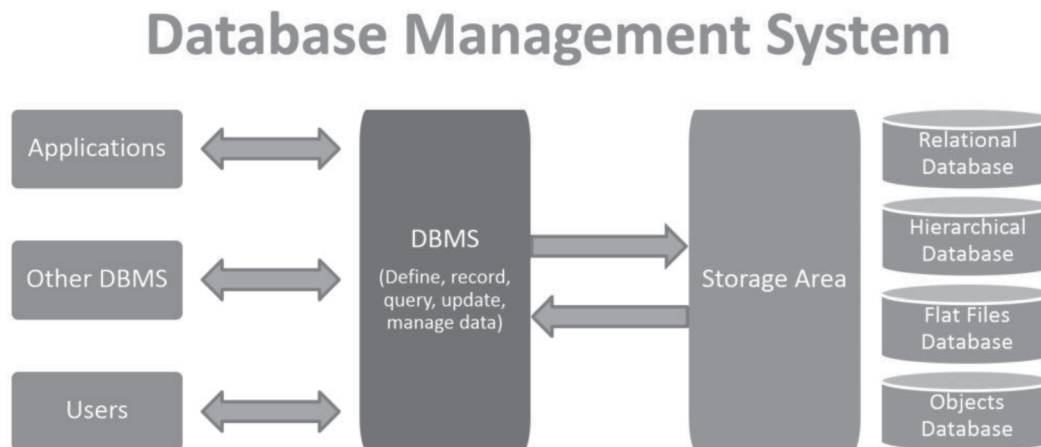 Database Management System
Applications
Other DBMS
Users
DBMS
(Define, record,
query, update,
manage data)
Storage Area
Relational
Database
Hierarchical
Database
Flat Files
Database
Objects
Database